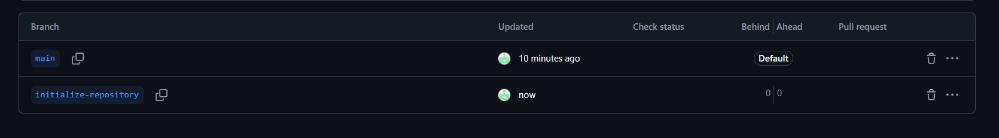 Branch Updated Check status Behind Ahead Pull request
main 10 minutes ago Default
initialize-repository now 0 0